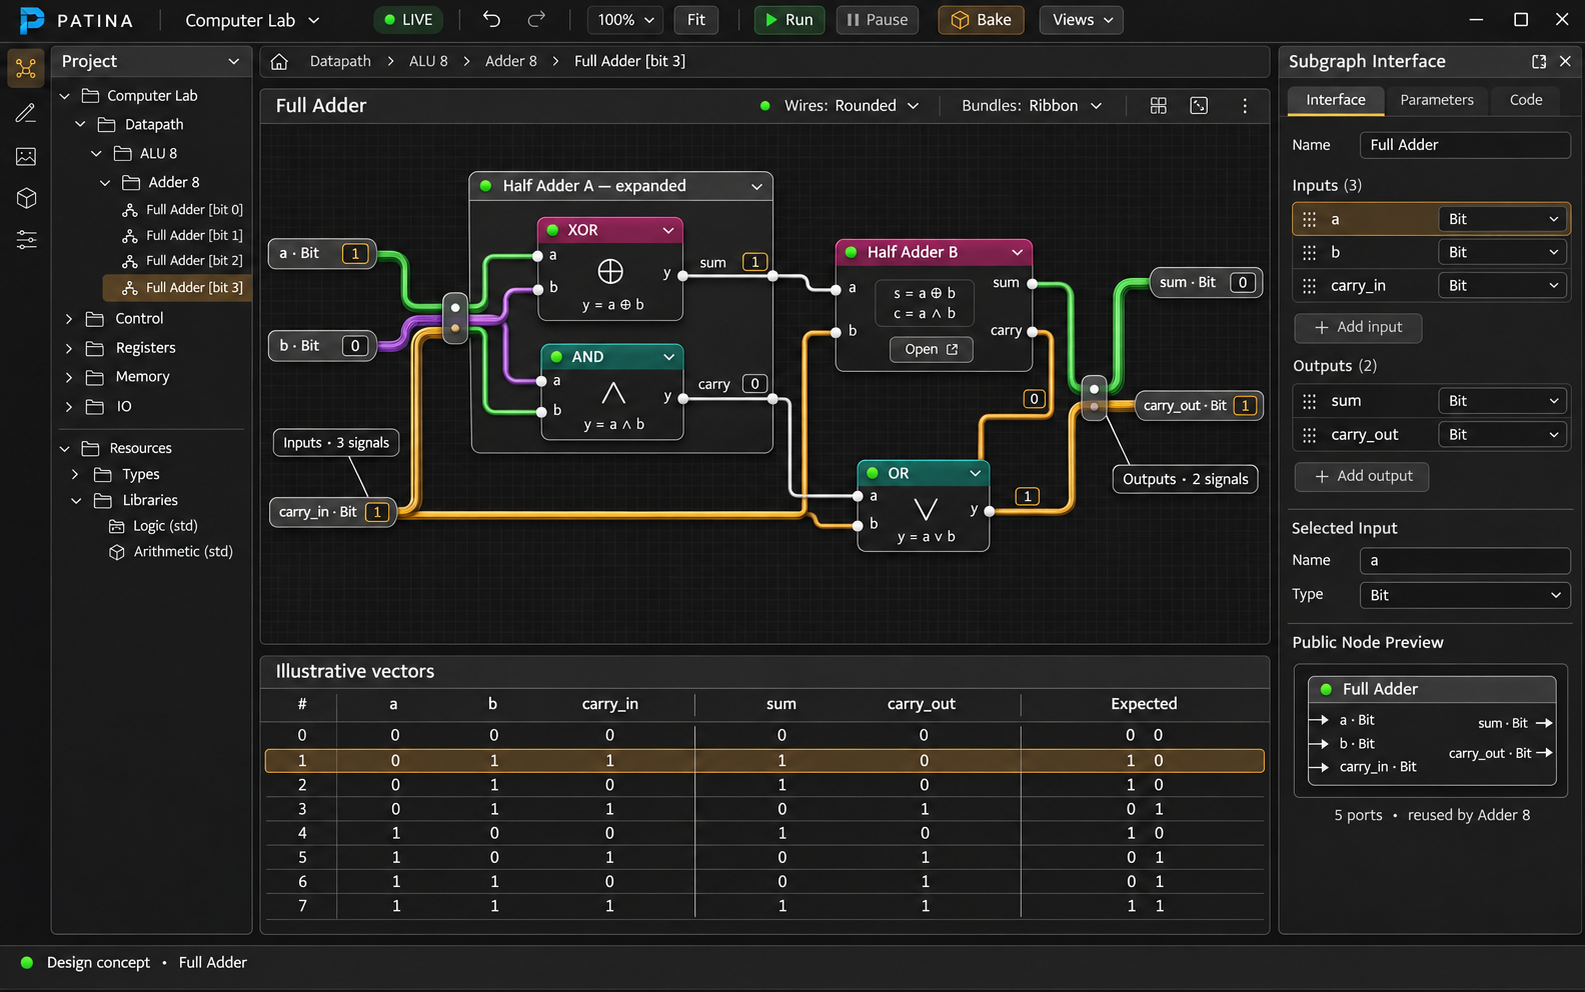 PATINA
Computer Lab
LIVE
100%
Fit
Run
Pause
Bake
Views
Project
Computer Lab
Datapath
ALU 8
Adder 8
Full Adder [bit 0]
Full Adder [bit 1]
Full Adder [bit 2]
Full Adder [bit 3]
Control
Registers
Memory
IO
Resources
Types
Libraries
Logic (std)
Arithmetic (std)
Datapath > ALU 8 > Adder 8 > Full Adder [bit 3]
Full Adder
Wires: Rounded
Bundles: Ribbon
a · Bit 1
b · Bit 0
Inputs • 3 signals
carry_in · Bit 1
Half Adder A — expanded
XOR
a
b
y
y = a ⊕ b
sum 1
AND
a
b
y
y = a ∧ b
carry 0
Half Adder B
a
b
s = a ⊕ b
c = a ∧ b
Open
sum
carry
0
OR
a
b
y
y = a ∨ b
1
sum · Bit 0
carry_out · Bit 1
Outputs • 2 signals
Illustrative vectors
# a b carry_in sum carry_out Expected
0 0 0 0 0 0 0 0
1 0 1 1 1 0 1 0
2 0 1 0 1 0 1 0
3 0 1 1 0 1 0 1
4 1 0 0 1 0 1 0
5 1 0 1 0 1 0 1
6 1 1 0 0 1 0 1
7 1 1 1 1 1 1 1
Subgraph Interface
Interface
Parameters
Code
Name Full Adder
Inputs (3)
a Bit
b Bit
carry_in Bit
+ Add input
Outputs (2)
sum Bit
carry_out Bit
+ Add output
Selected Input
Name a
Type Bit
Public Node Preview
Full Adder
a · Bit
b · Bit
carry_in · Bit
sum · Bit
carry_out · Bit
5 ports • reused by Adder 8
Design concept • Full Adder